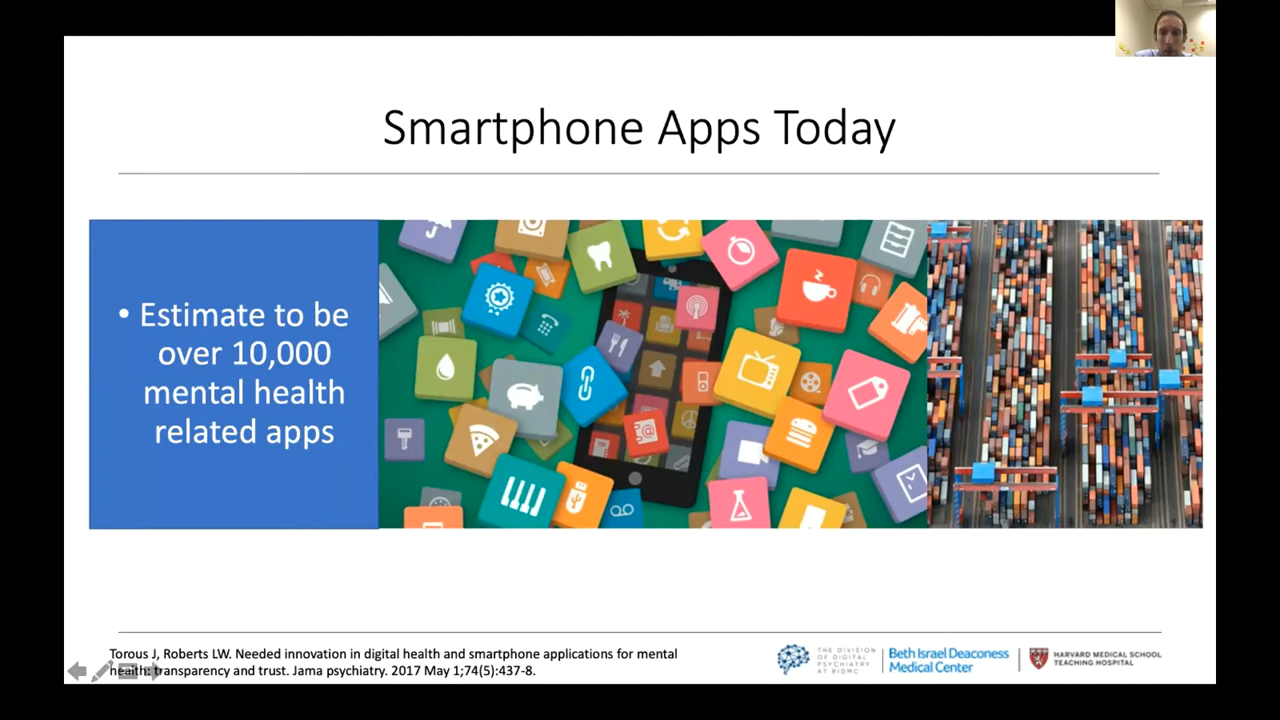 Smartphone Apps Today
• Estimate to be
over 10,000
mental health
related apps
Torous J, Roberts LW. Needed innovation in digital health and smartphone applications for mental
health: transparency and trust. Jama psychiatry. 2017 May 1;74(5):437-8.
THE DIVISION
OF DIGITAL
PSYCHIATRY
AT BIDMC
Beth Israel Deaconess
Medical Center
HARVARD MEDICAL SCHOOL
TEACHING HOSPITAL